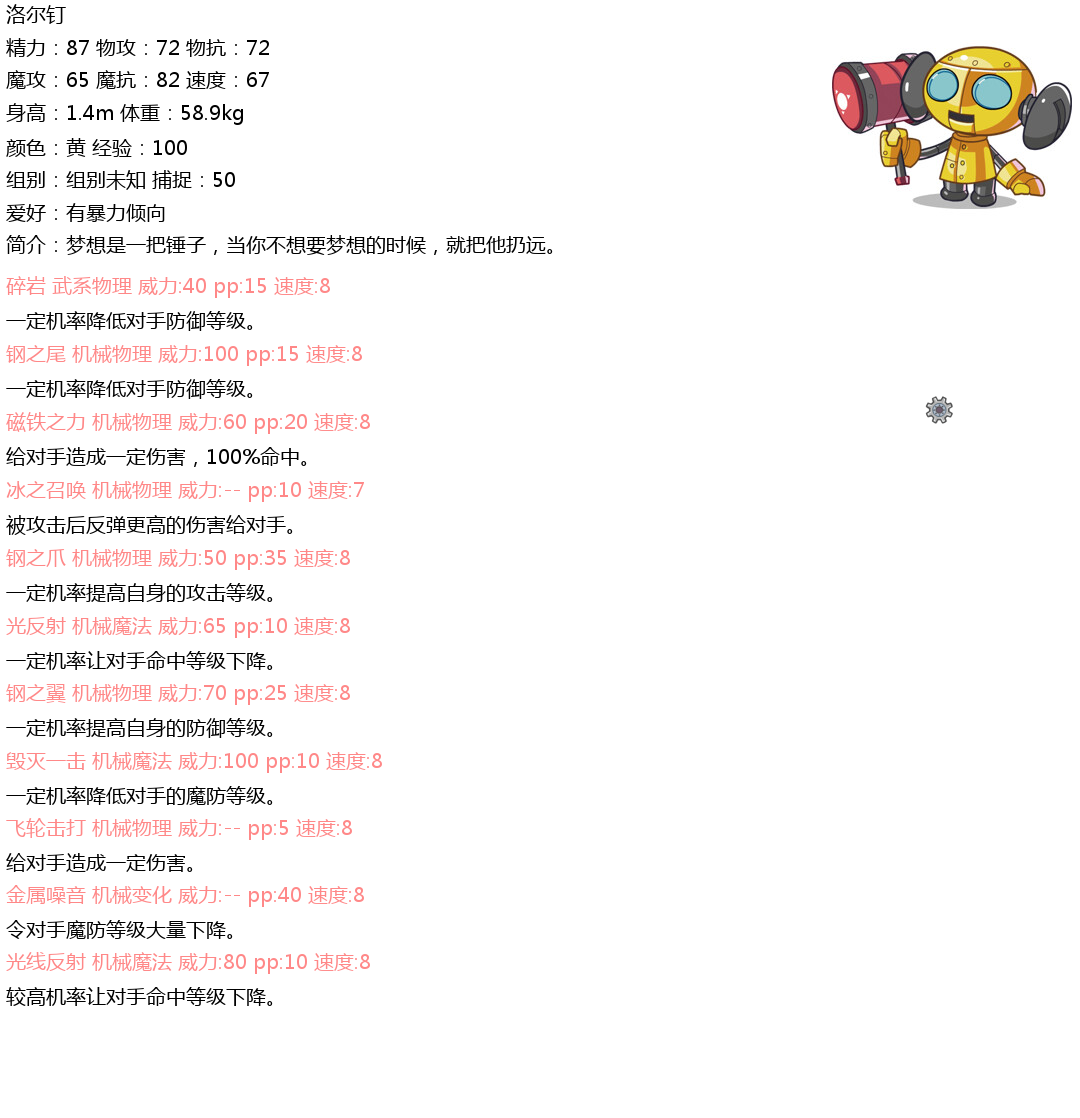 洛尔钉
精力：87 物攻：72 物抗：72
魔攻：65 魔抗：82 速度：67
身高：1.4m 体重：58.9kg
颜色：黄 经验：100
组别：组别未知 捕捉：50
爱好：有暴力倾向
简介：梦想是一把锤子，当你不想要梦想的时候，就把他扔远。
碎岩 武系物理 威力:40 pp:15 速度:8
一定机率降低对手防御等级。
钢之尾 机械物理 威力:100 pp:15 速度:8
一定机率降低对手防御等级。
磁铁之力 机械物理 威力:60 pp:20 速度:8
给对手造成一定伤害，100%命中。
冰之召唤 机械物理 威力:-- pp:10 速度:7
被攻击后反弹更高的伤害给对手。
钢之爪 机械物理 威力:50 pp:35 速度:8
一定机率提高自身的攻击等级。
光反射 机械魔法 威力:65 pp:10 速度:8
一定机率让对手命中等级下降。
钢之翼 机械物理 威力:70 pp:25 速度:8
一定机率提高自身的防御等级。
毁灭一击 机械魔法 威力:100 pp:10 速度:8
一定机率降低对手的魔防等级。
飞轮击打 机械物理 威力:-- pp:5 速度:8
给对手造成一定伤害。
金属噪音 机械变化 威力:-- pp:40 速度:8
令对手魔防等级大量下降。
光线反射 机械魔法 威力:80 pp:10 速度:8
较高机率让对手命中等级下降。